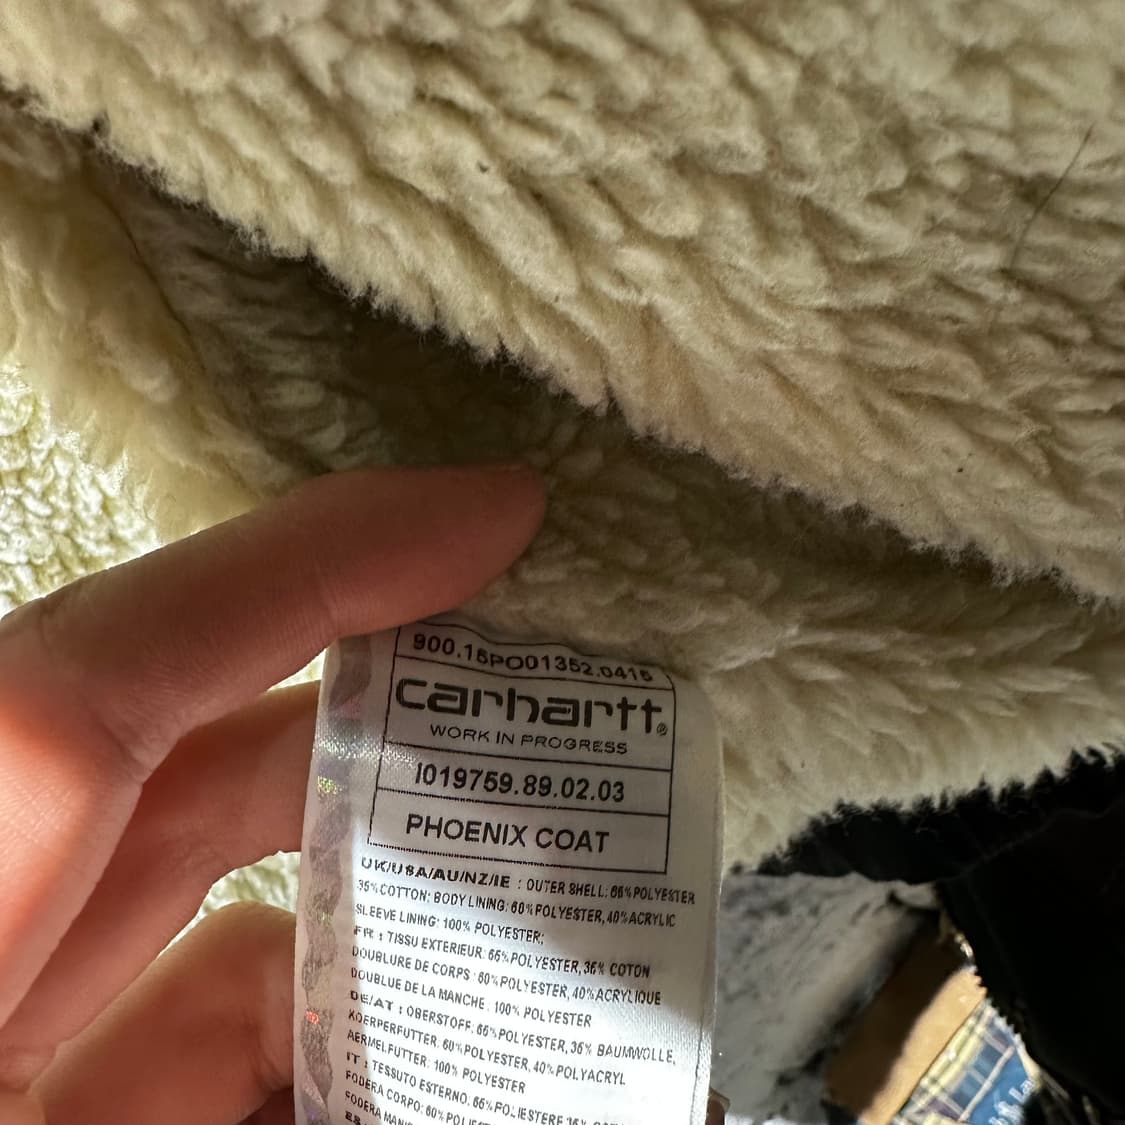 900.15PO01352.0415
carhartt®
WORK IN PROGRESS
I019759.89.02.03
PHOENIX COAT
UK/USA/AU/NZ/IE : OUTER SHELL: 65% POLYESTER
35% COTTON: BODY LINING: 60% POLYESTER, 40% ACRYLIC
SLEEVE LINING: 100% POLYESTER;
FR : TISSU EXTERIEUR: 65% POLYESTER, 35% COTON
DOUBLURE DE CORPS : 60% POLYESTER, 40% ACRYLIQUE
DOUBLUE DE LA MANCHE : 100% POLYESTER
DE/AT : OBERSTOFF: 65% POLYESTER, 35% BAUMWOLLE,
KOERPERFUTTER: 60% POLYESTER, 40% POLYACRYL
AERMELFUTTER: 100% POLYESTER
IT : TESSUTO ESTERNO: 65% POLIESTERE 35%
FODERA CORPO: 60%
FODERA
ES